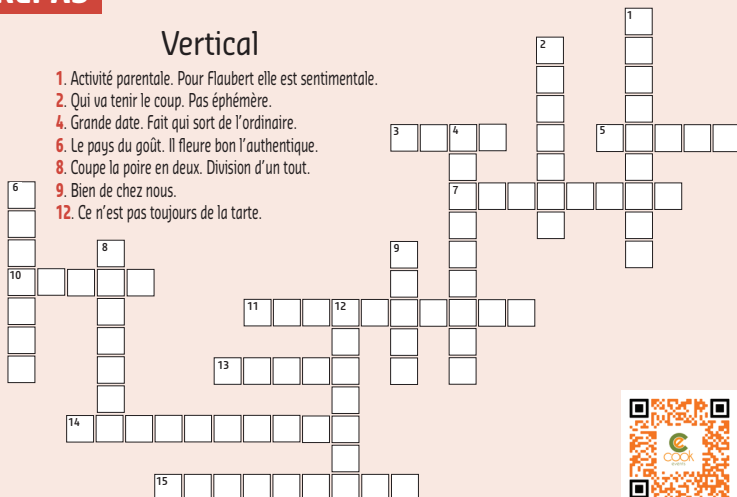 Vertical
1. Activité parentale. Pour Flaubert elle est sentimentale.
2. Qui va tenir le coup. Pas éphémère.
4. Grande date. Fait qui sort de l'ordinaire.
6. Le pays du goût. Il fleure bon l'authentique.
8. Coupe la poire en deux. Division d'un tout.
9. Bien de chez nous.
12. Ce n'est pas toujours de la tarte.
1
2
3
4
5
6
7
8
9
10
11
12
13
14
15
cook
events